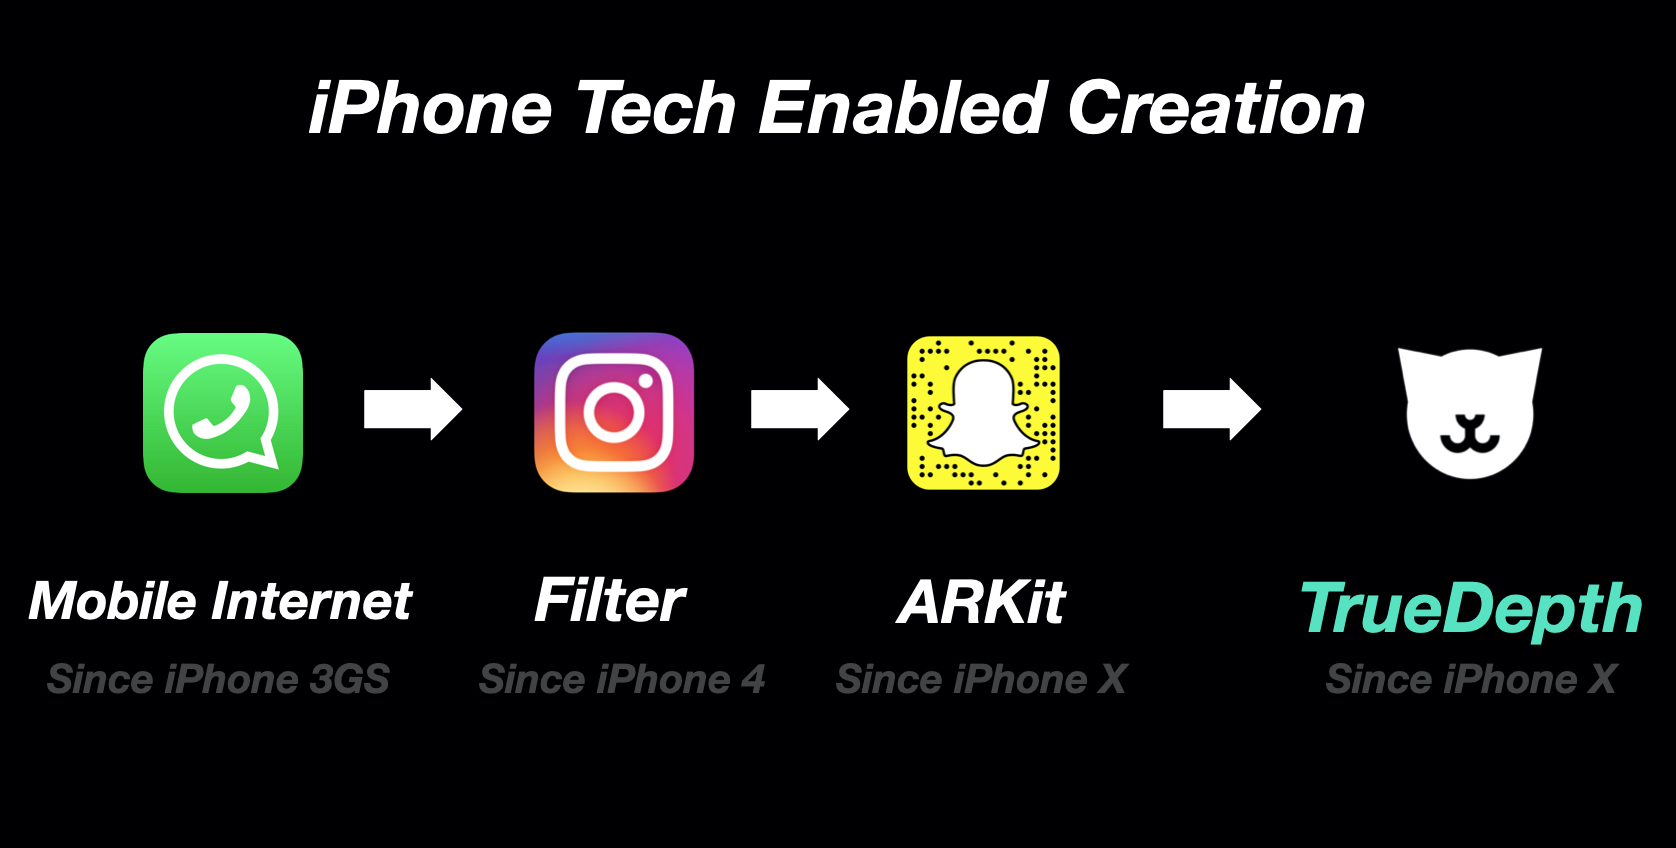 iPhone Tech Enabled Creation
Mobile Internet
Filter
ARKit
TrueDepth
Since iPhone 3GS
Since iPhone 4
Since iPhone X
Since iPhone X